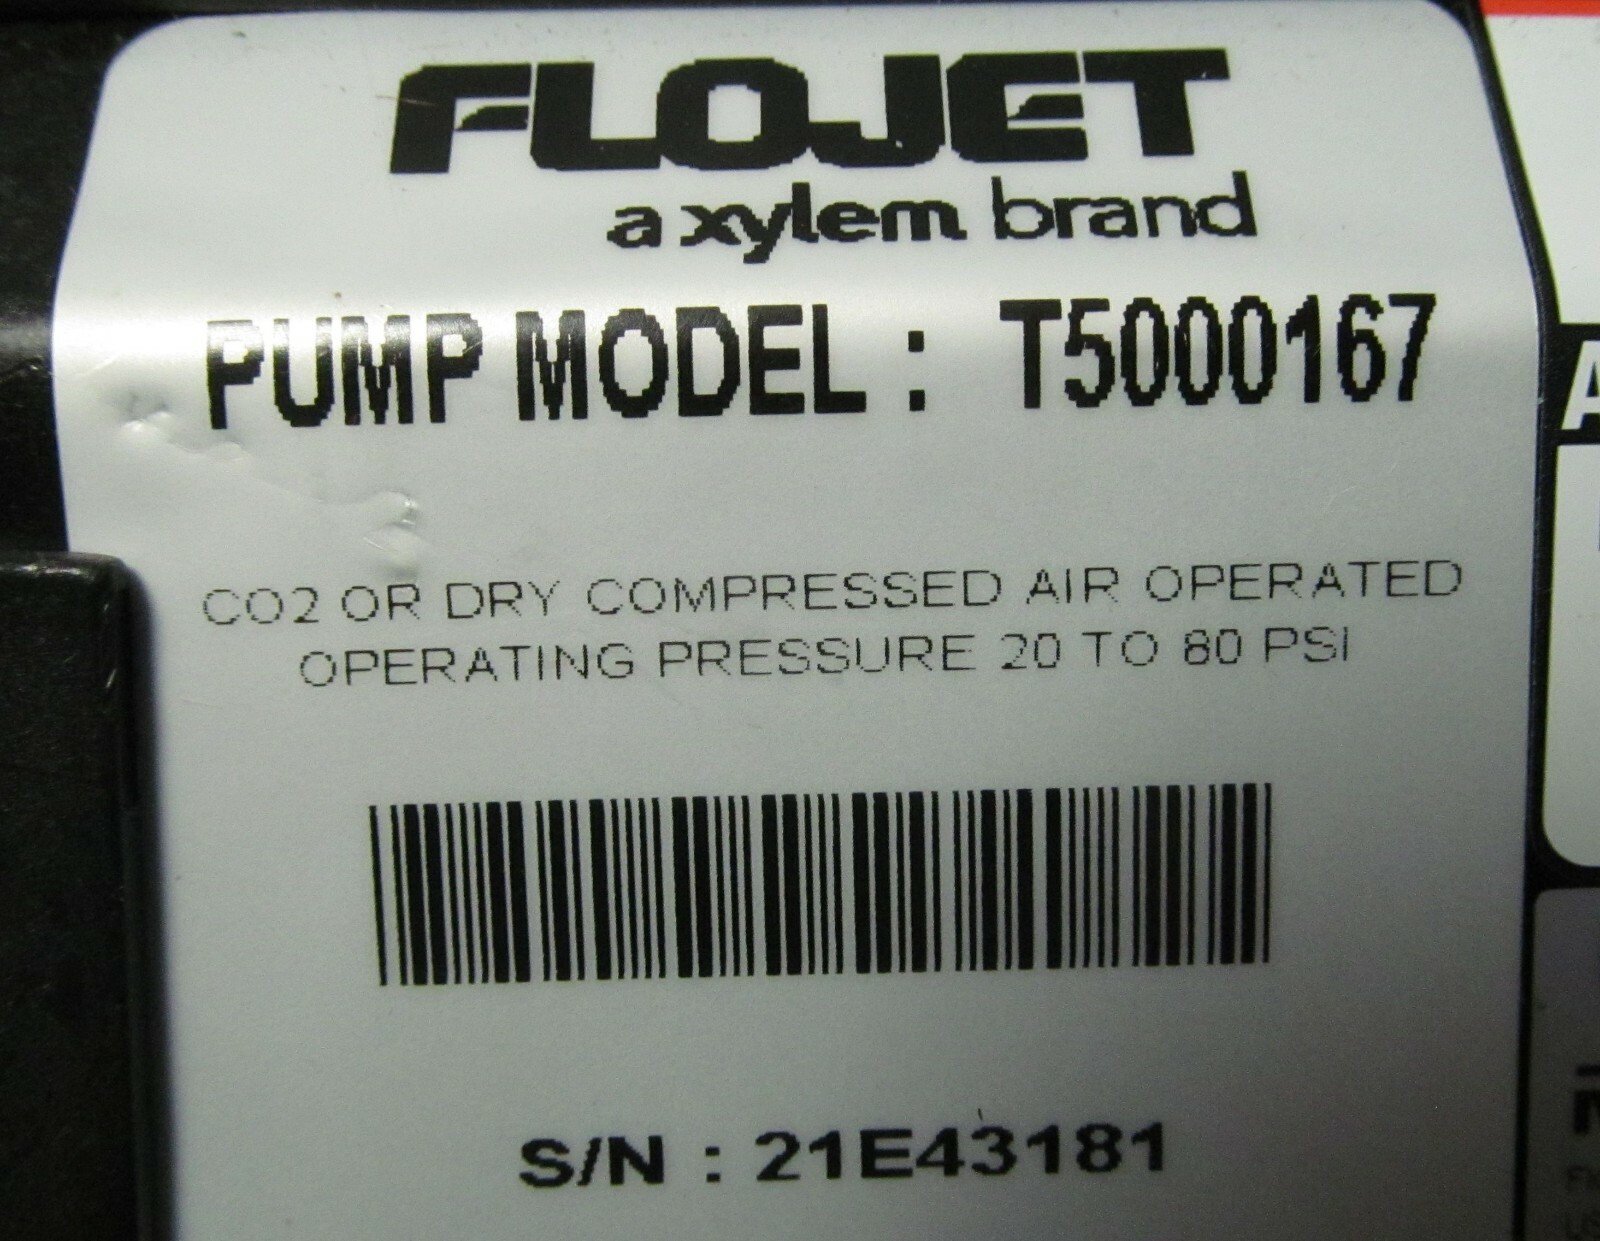 FLOJET
a xylem brand
PUMP MODEL : T5000167
CO2 OR DRY COMPRESSED AIR OPERATED
OPERATING PRESSURE 20 TO 80 PSI
S/N : 21E43181